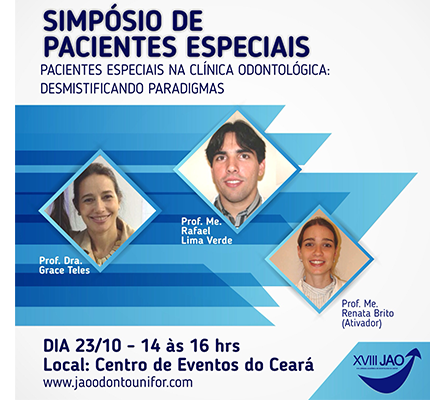 SIMPÓSIO DE
PACIENTES ESPECIAIS
PACIENTES ESPECIAIS NA CLÍNICA ODONTOLÓGICA:
DESMISTIFICANDO PARADIGMAS
Prof. Dra.
Grace Teles
Prof. Me.
Rafael
Lima Verde
Prof. Me.
Renata Brito
(Ativador)
DIA 23/10 - 14 às 16 hrs
Local: Centro de Eventos do Ceará
www.jaoodontounifor.com
XVIII JAO